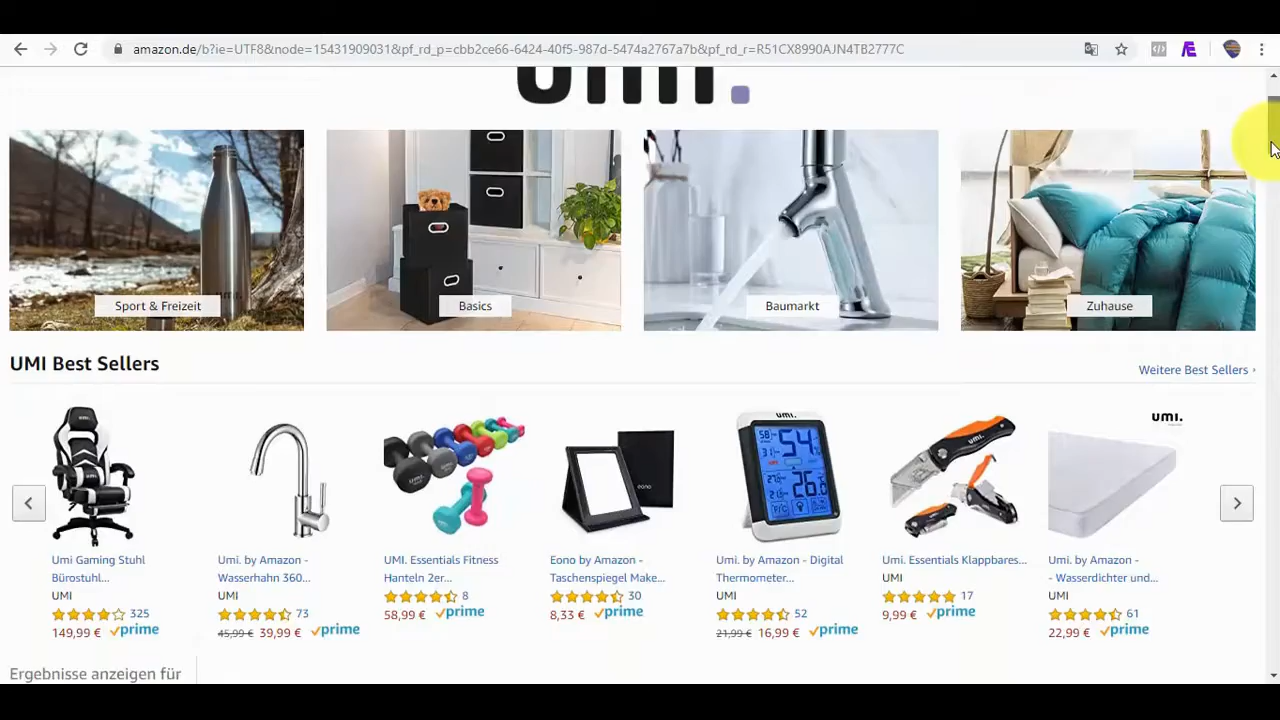 amazon.de/b?ie=UTF8&node=15431909031&pf_rd_p=cbb2ce66-6424-40f5-987d-5474a2767a7b&pf_rd_r=R51CX8990AJN4TB2777C
umi.
Sport & Freizeit
Basics
Baumarkt
Zuhause
UMI Best Sellers
Weitere Best Sellers ›
Umi Gaming Stuhl
Bürostuhl...
UMI
325
149,99 € prime
Umi. by Amazon -
Wasserhahn 360...
UMI
73
45,99 € 39,99 € prime
UMI. Essentials Fitness
Hanteln 2er...
8
58,99 € prime
eono
Eono by Amazon -
Taschenspiegel Make...
30
8,33 € prime
umi.
Umi. by Amazon - Digital
Thermometer...
UMI
52
21,99 € 16,99 € prime
umi.
Umi. Essentials Klappbares...
UMI
17
9,99 € prime
umi.
Umi. by Amazon -
- Wasserdichter und...
UMI
61
22,99 € prime
Ergebnisse anzeigen für